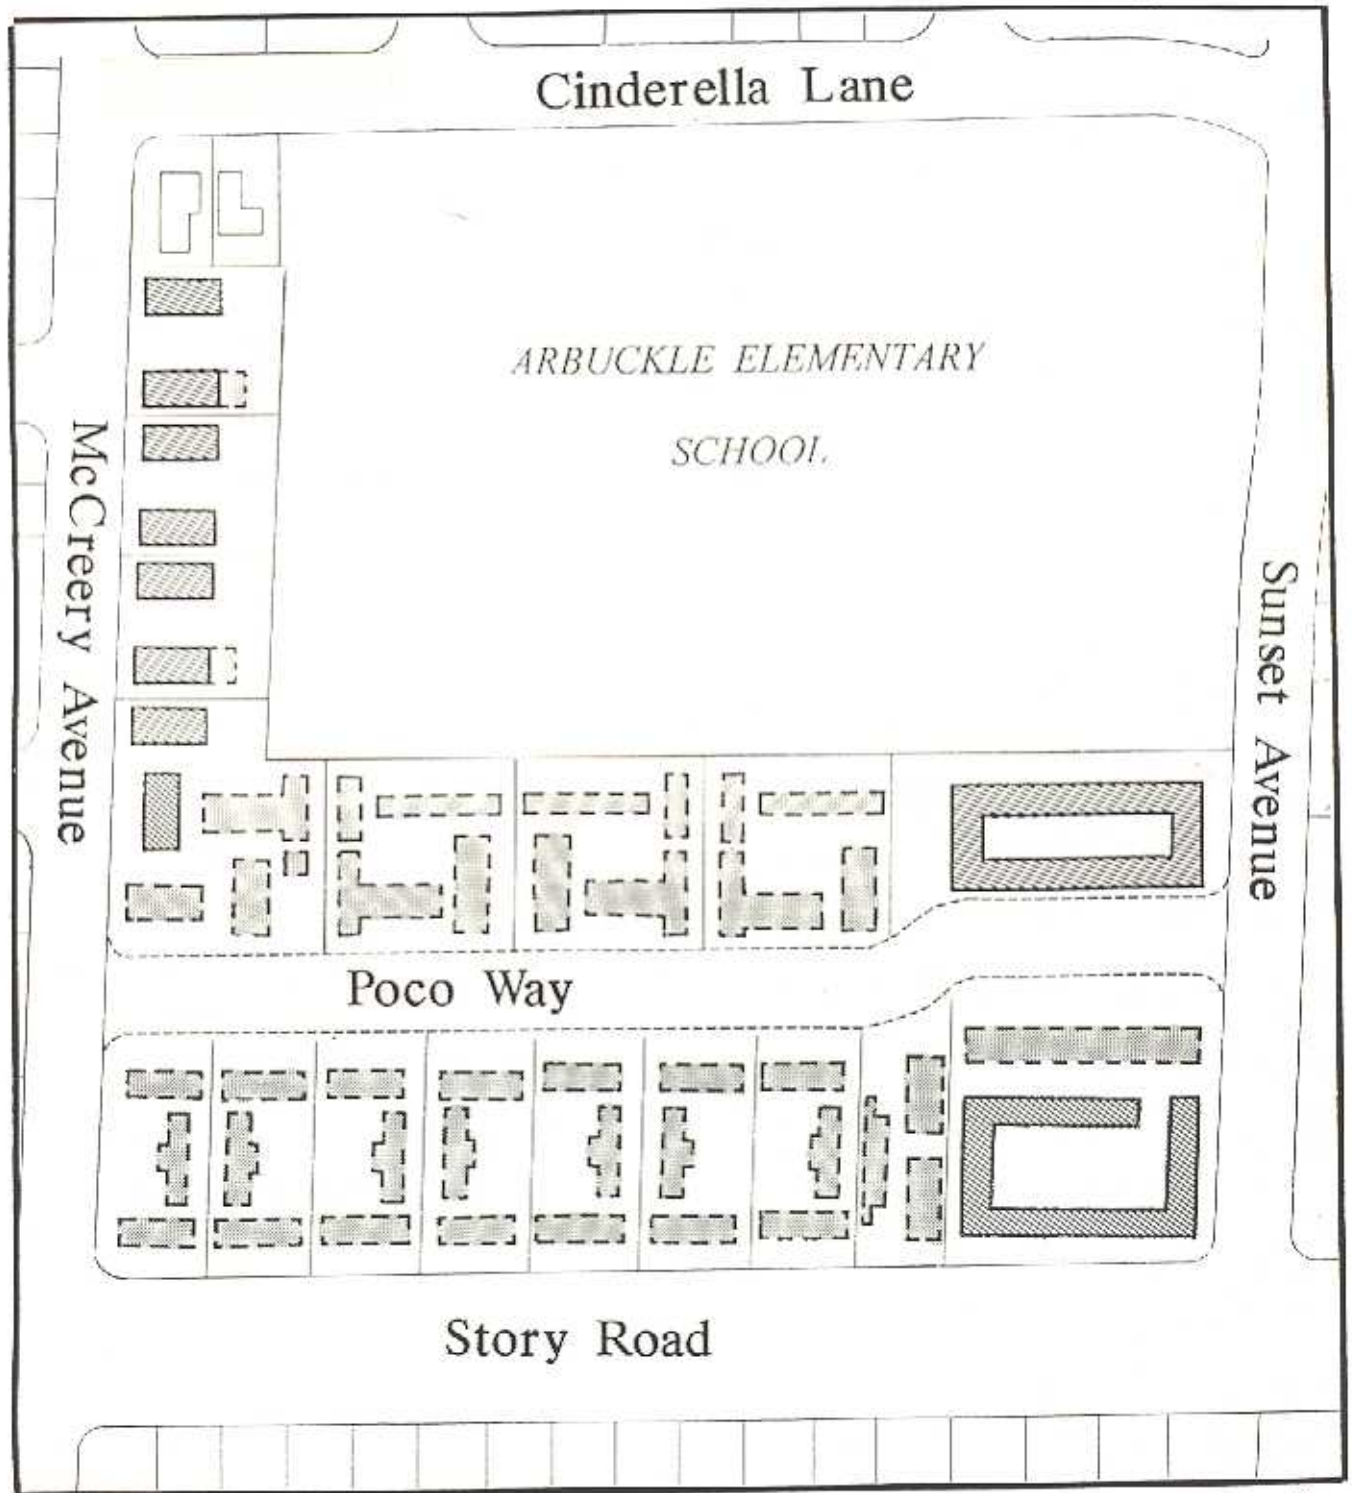 Cinderella Lane
ARBUCKLE ELEMENTARY
SCHOOL
McCreery Avenue
Sunset Avenue
Poco Way
Story Road